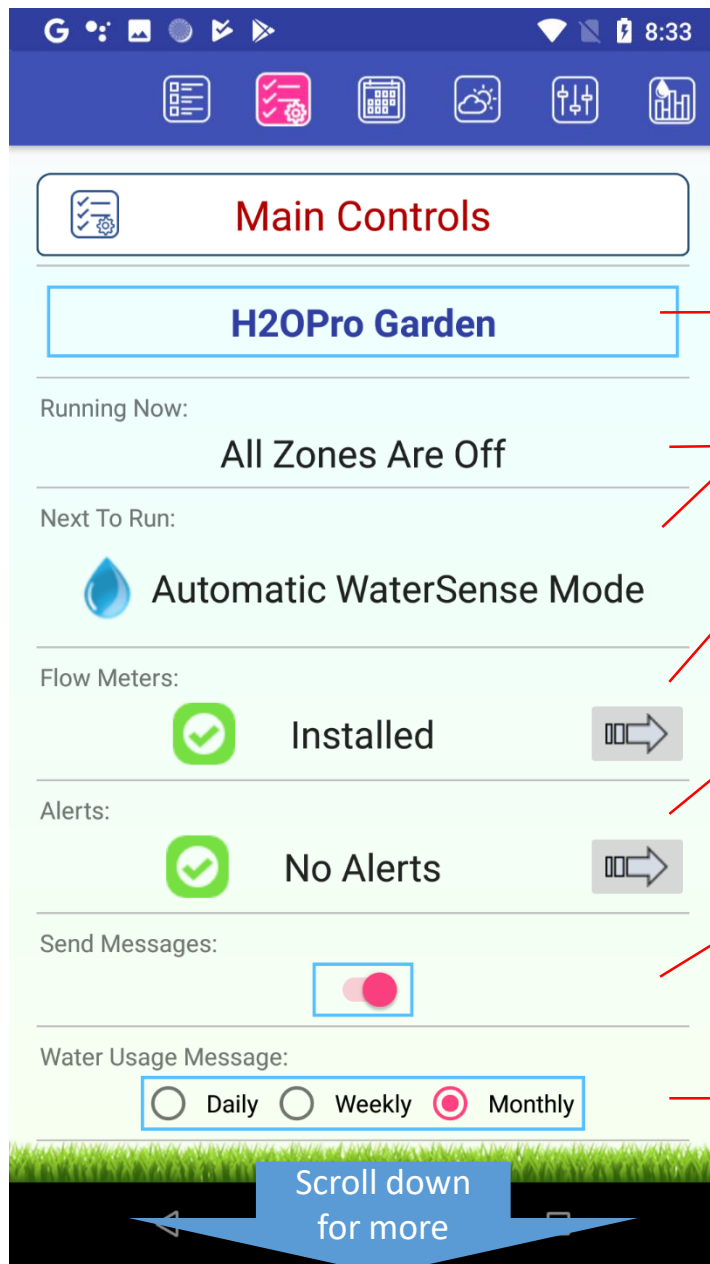 G 8:33
Main Controls
H2OPro Garden
Running Now:
All Zones Are Off
Next To Run:
Automatic WaterSense Mode
Flow Meters:
Installed
Alerts:
No Alerts
Send Messages:
Water Usage Message:
Daily Weekly Monthly
Scroll down
for more